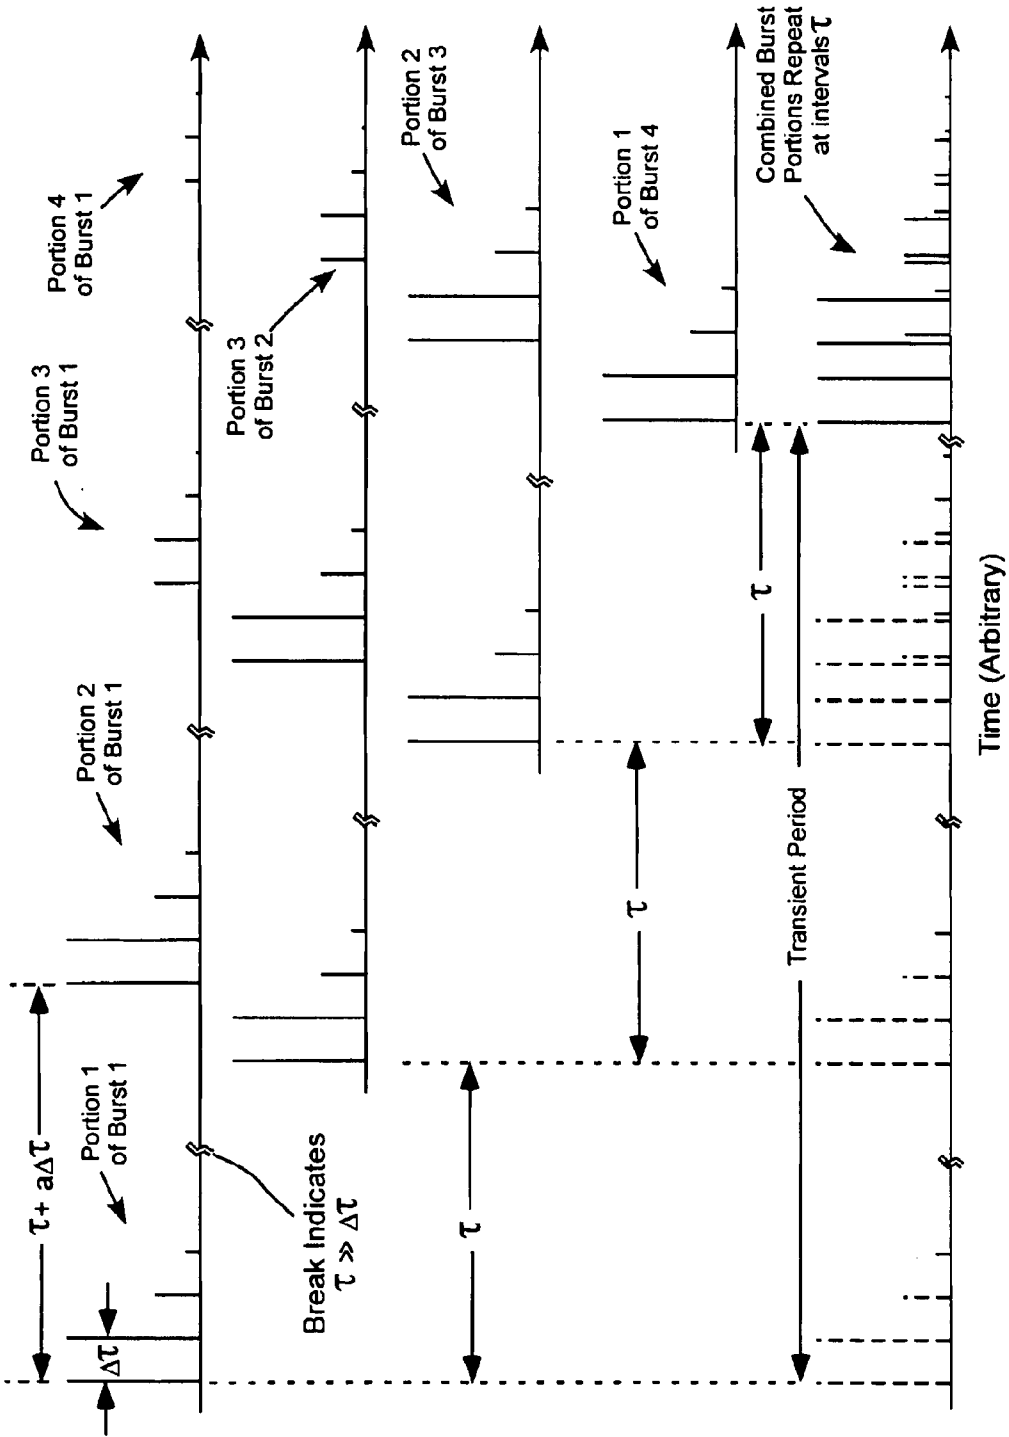 τ + aΔτ
Δτ
Portion 1
of Burst 1
Portion 2
of Burst 1
Portion 3
of Burst 1
Portion 4
of Burst 1
Break Indicates
τ >> Δτ
Portion 3
of Burst 2
τ
Portion 2
of Burst 3
τ
Portion 1
of Burst 4
τ
Transient Period
Combined Burst
Portions Repeat
at intervals τ
Time (Arbitrary)